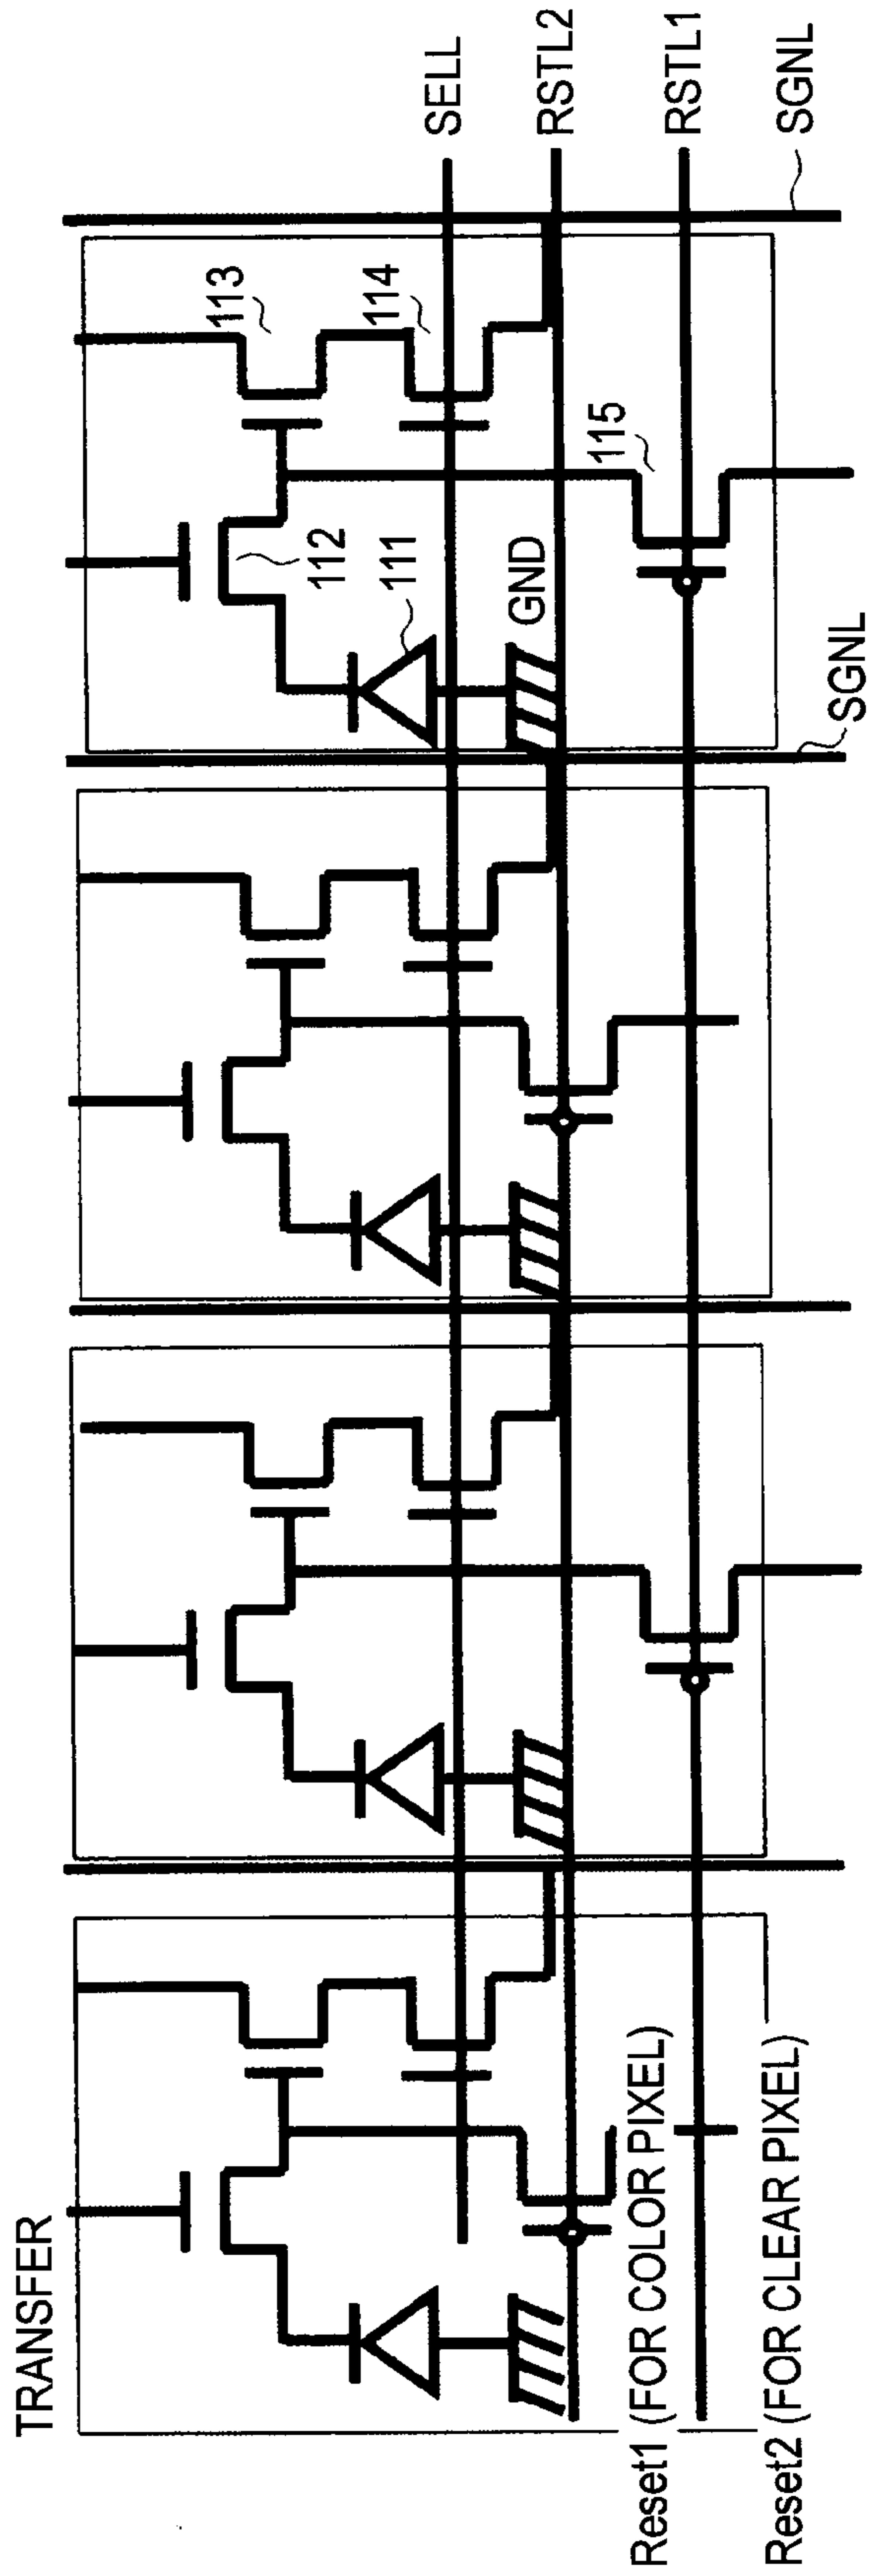 TRANSFER
113
114
112
111
115
GND
SELL
RSTL2
RSTL1
SGNL
SGNL
Reset1 (FOR COLOR PIXEL)
Reset2 (FOR CLEAR PIXEL)